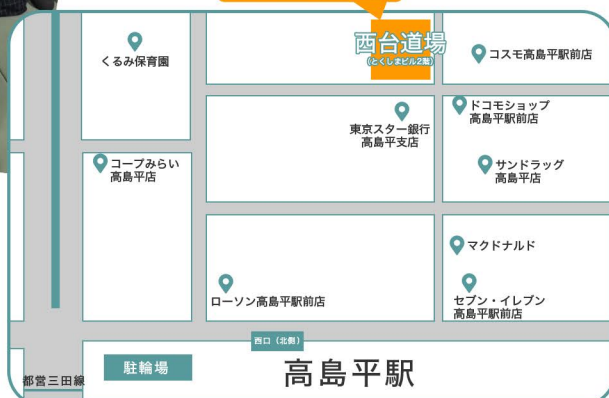 西台道場
(とくしまビル2階)
くるみ保育園
コスモ高島平駅前店
東京スター銀行
高島平支店
ドコモショップ
高島平駅前店
コープみらい
高島平店
サンドラッグ
高島平店
マクドナルド
ローソン高島平駅前店
セブン・イレブン
高島平駅前店
西口(北側)
駐輪場
高島平駅
都営三田線